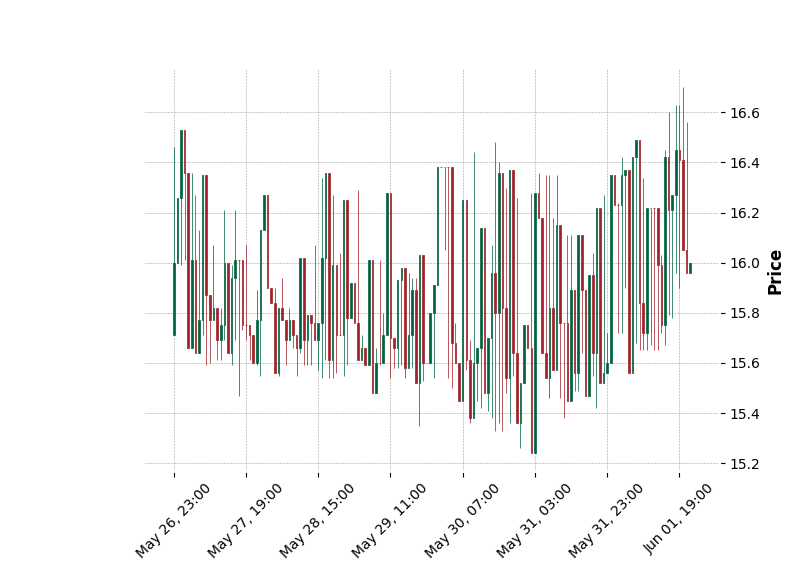 16.6
16.4
16.2
16.0
15.8
15.6
15.4
15.2
Price
May 26, 23:00
May 27, 19:00
May 28, 15:00
May 29, 11:00
May 30, 07:00
May 31, 03:00
May 31, 23:00
Jun 01, 19:00